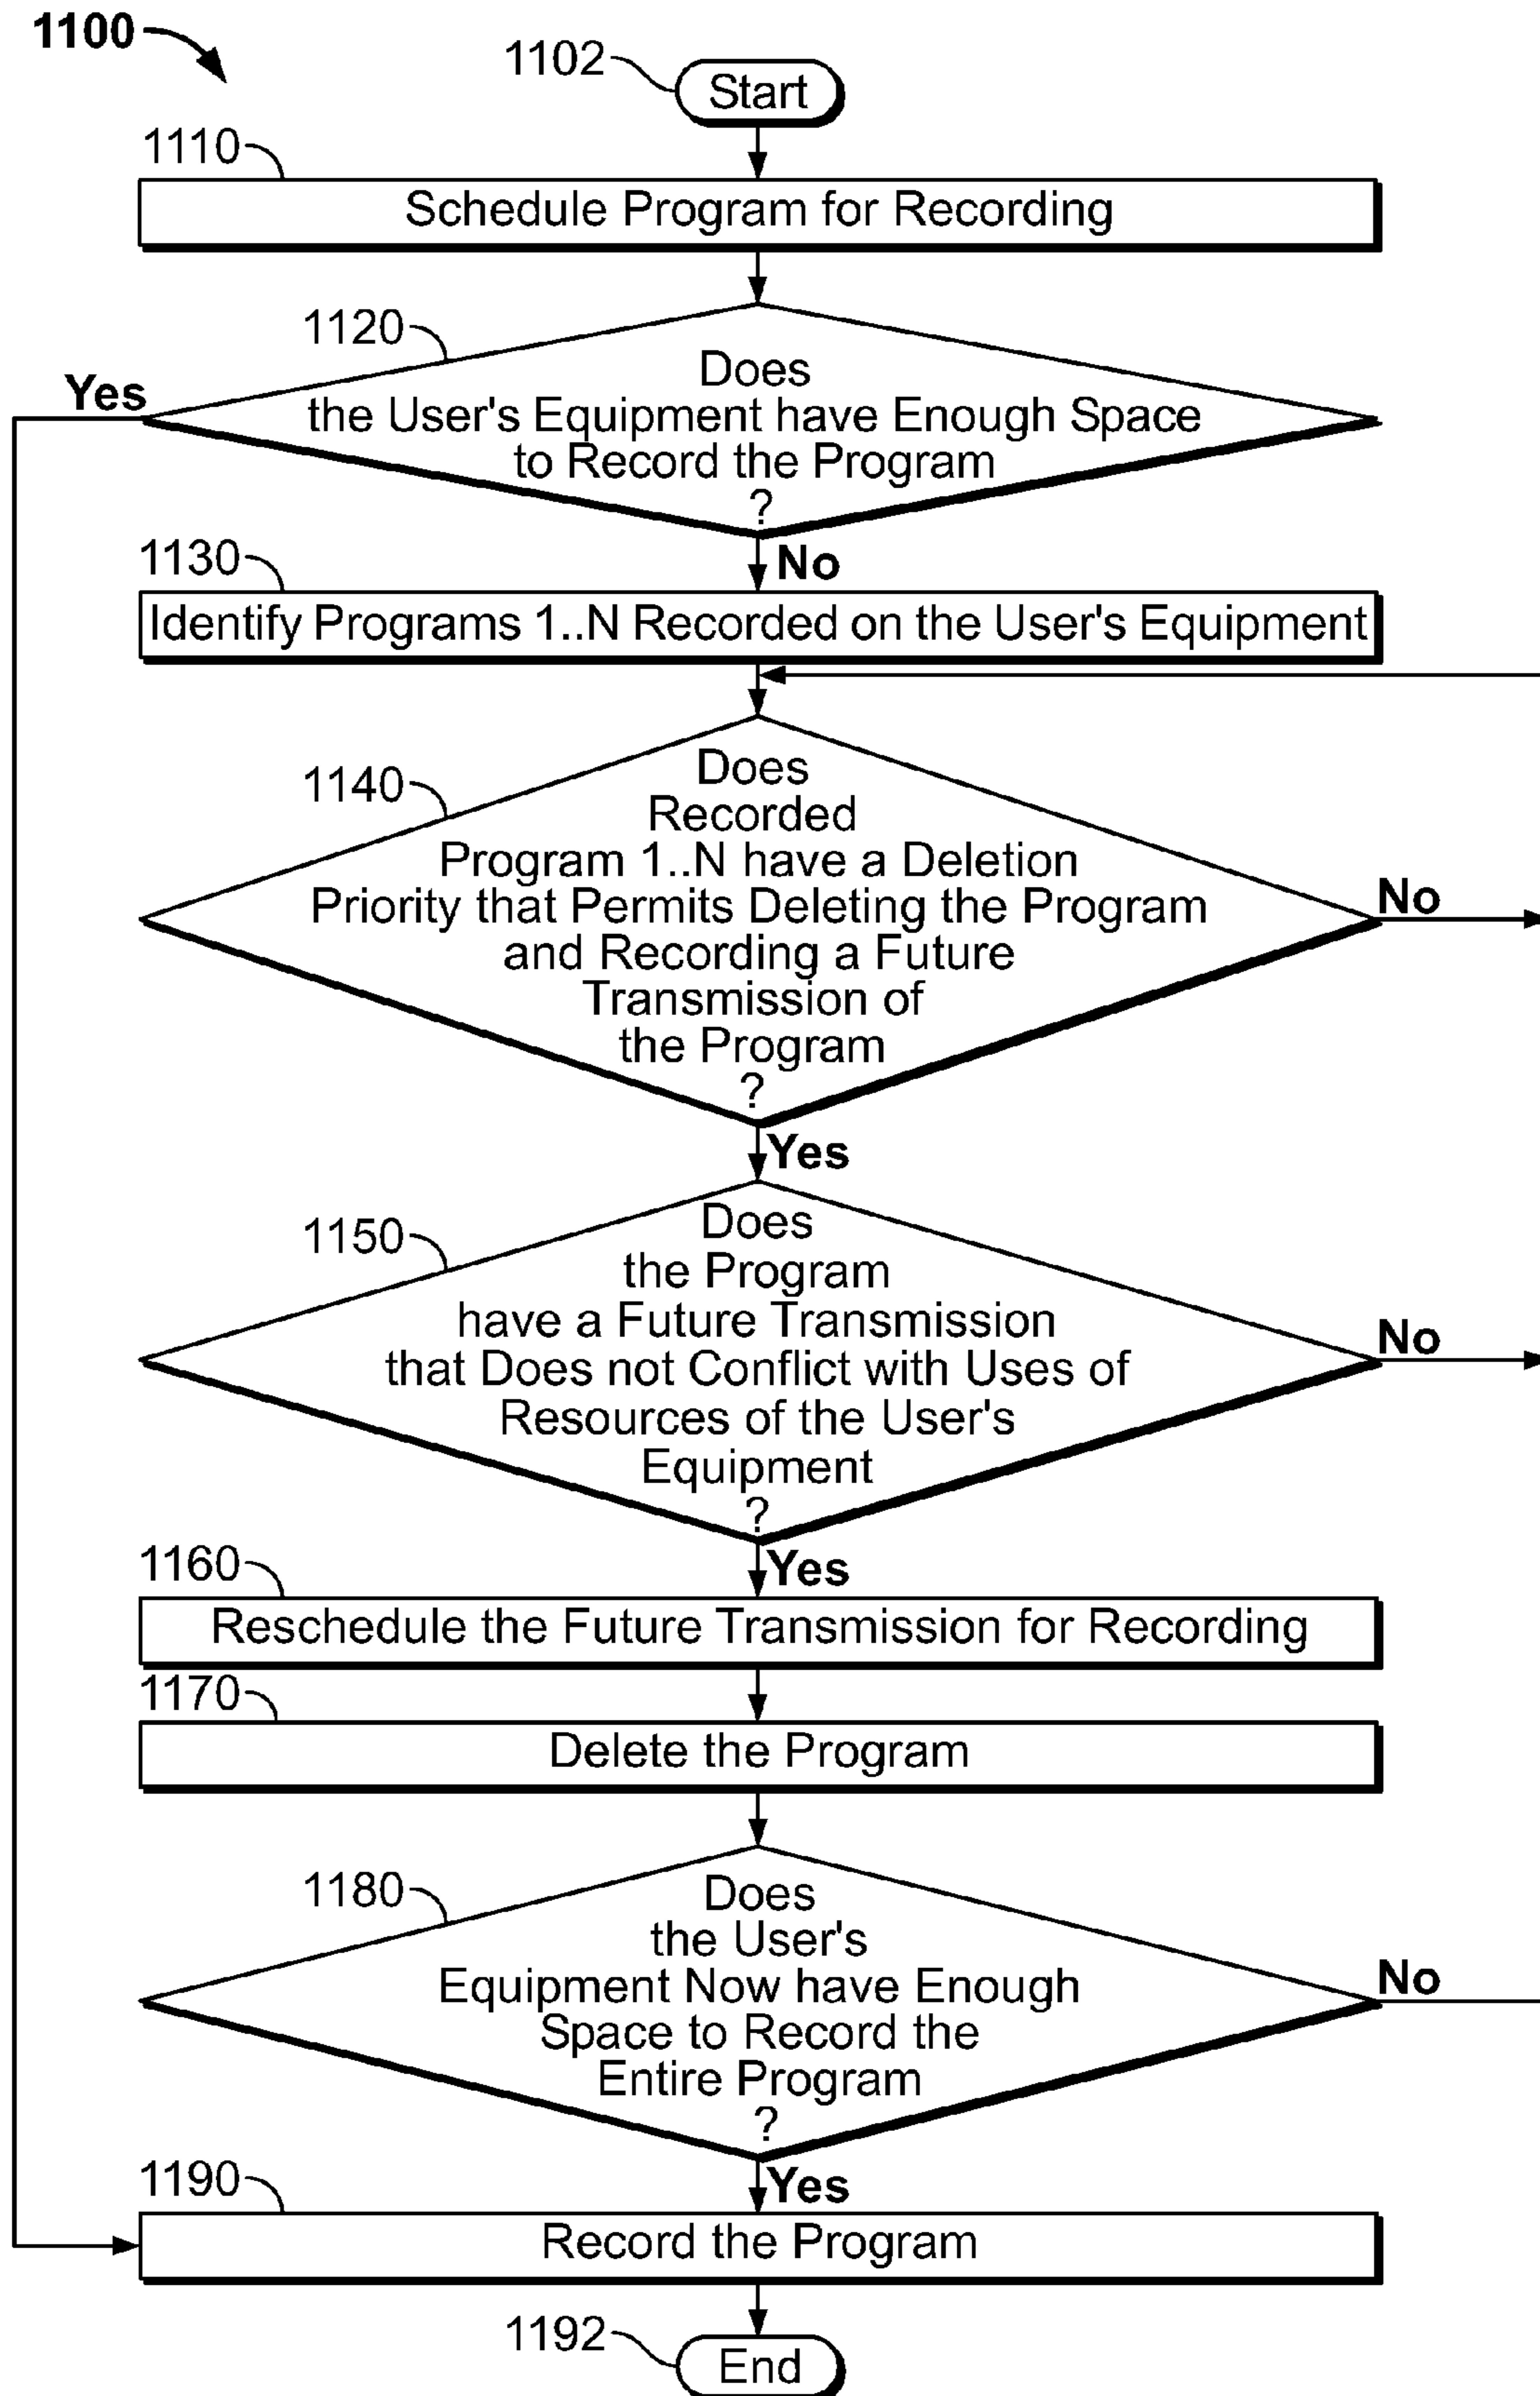 1100
1102
Start
1110
Schedule Program for Recording
1120
Does
the User's Equipment have Enough Space
to Record the Program
?
Yes
No
1130
Identify Programs 1..N Recorded on the User's Equipment
1140
Does
Recorded
Program 1..N have a Deletion
Priority that Permits Deleting the Program
and Recording a Future
Transmission of
the Program
?
No
Yes
1150
Does
the Program
have a Future Transmission
that Does not Conflict with Uses of
Resources of the User's
Equipment
?
No
Yes
1160
Reschedule the Future Transmission for Recording
1170
Delete the Program
1180
Does
the User's
Equipment Now have Enough
Space to Record the
Entire Program
?
No
Yes
1190
Record the Program
1192
End